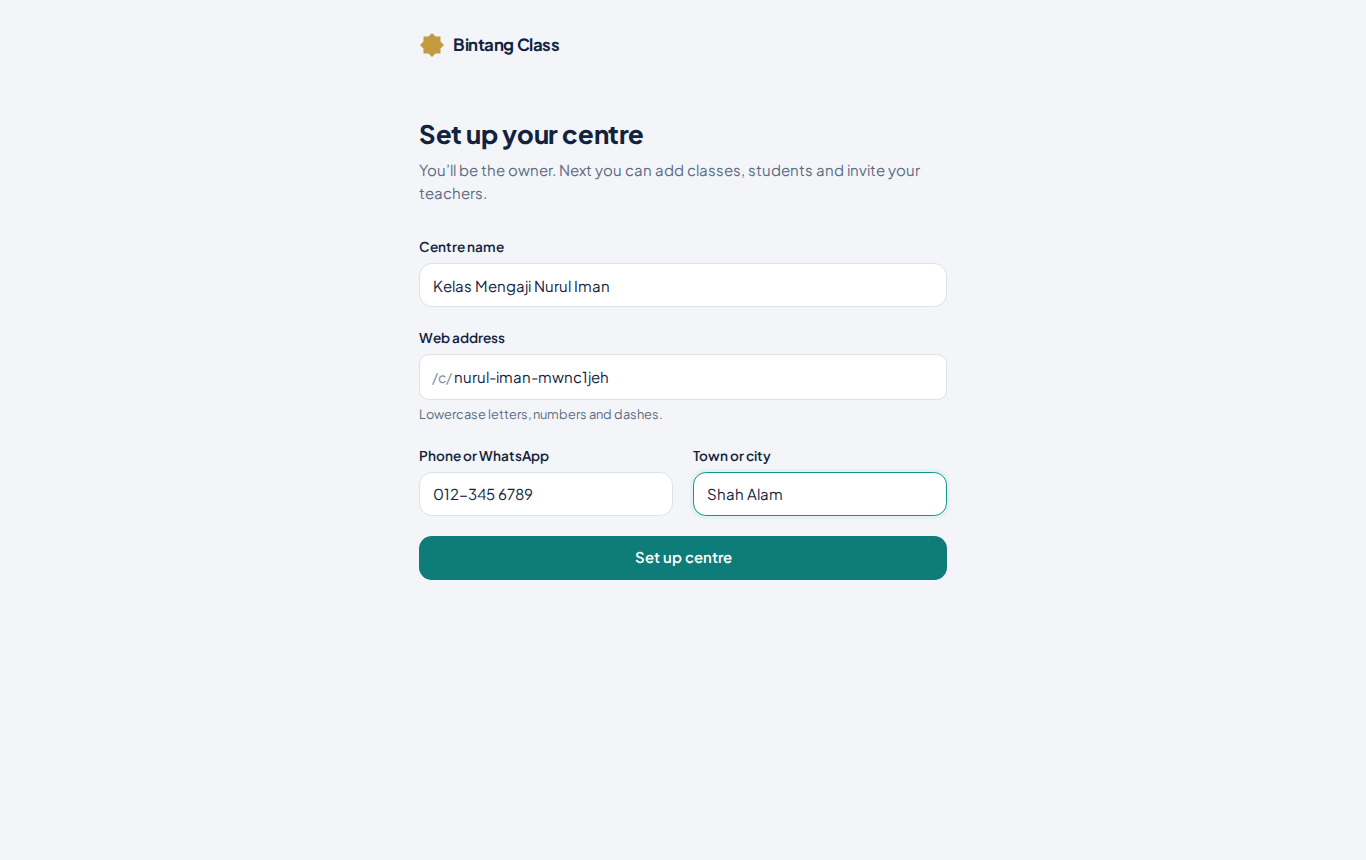 Bintang Class
Set up your centre
You'll be the owner. Next you can add classes, students and invite your
teachers.
Centre name
Kelas Mengaji Nurul Iman
Web address
/c/ nurul-iman-mwnc1jeh
Lowercase letters, numbers and dashes.
Phone or WhatsApp
Town or city
012-345 6789
Shah Alam
Set up centre